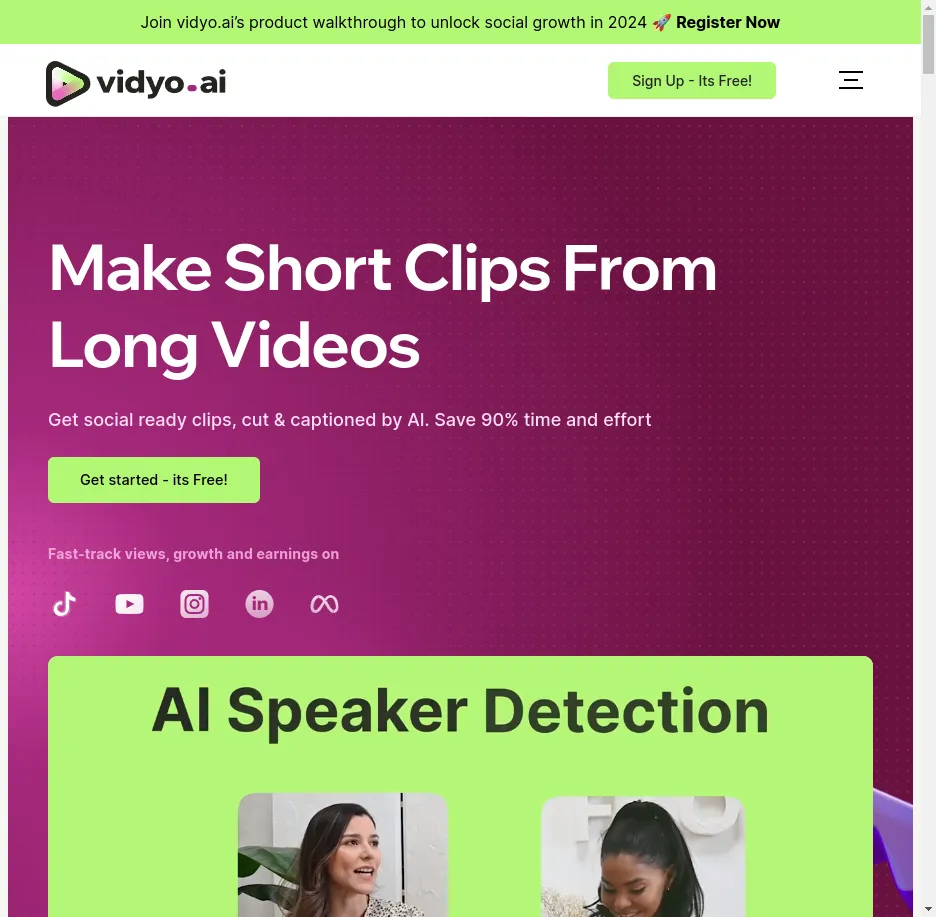 Join vidyo.ai’s product walkthrough to unlock social growth in 2024 🚀 Register Now
vidyo.ai
Sign Up - Its Free!
Make Short Clips From
Long Videos
Get social ready clips, cut & captioned by AI. Save 90% time and effort
Get started - its Free!
Fast-track views, growth and earnings on
in
AI Speaker Detection